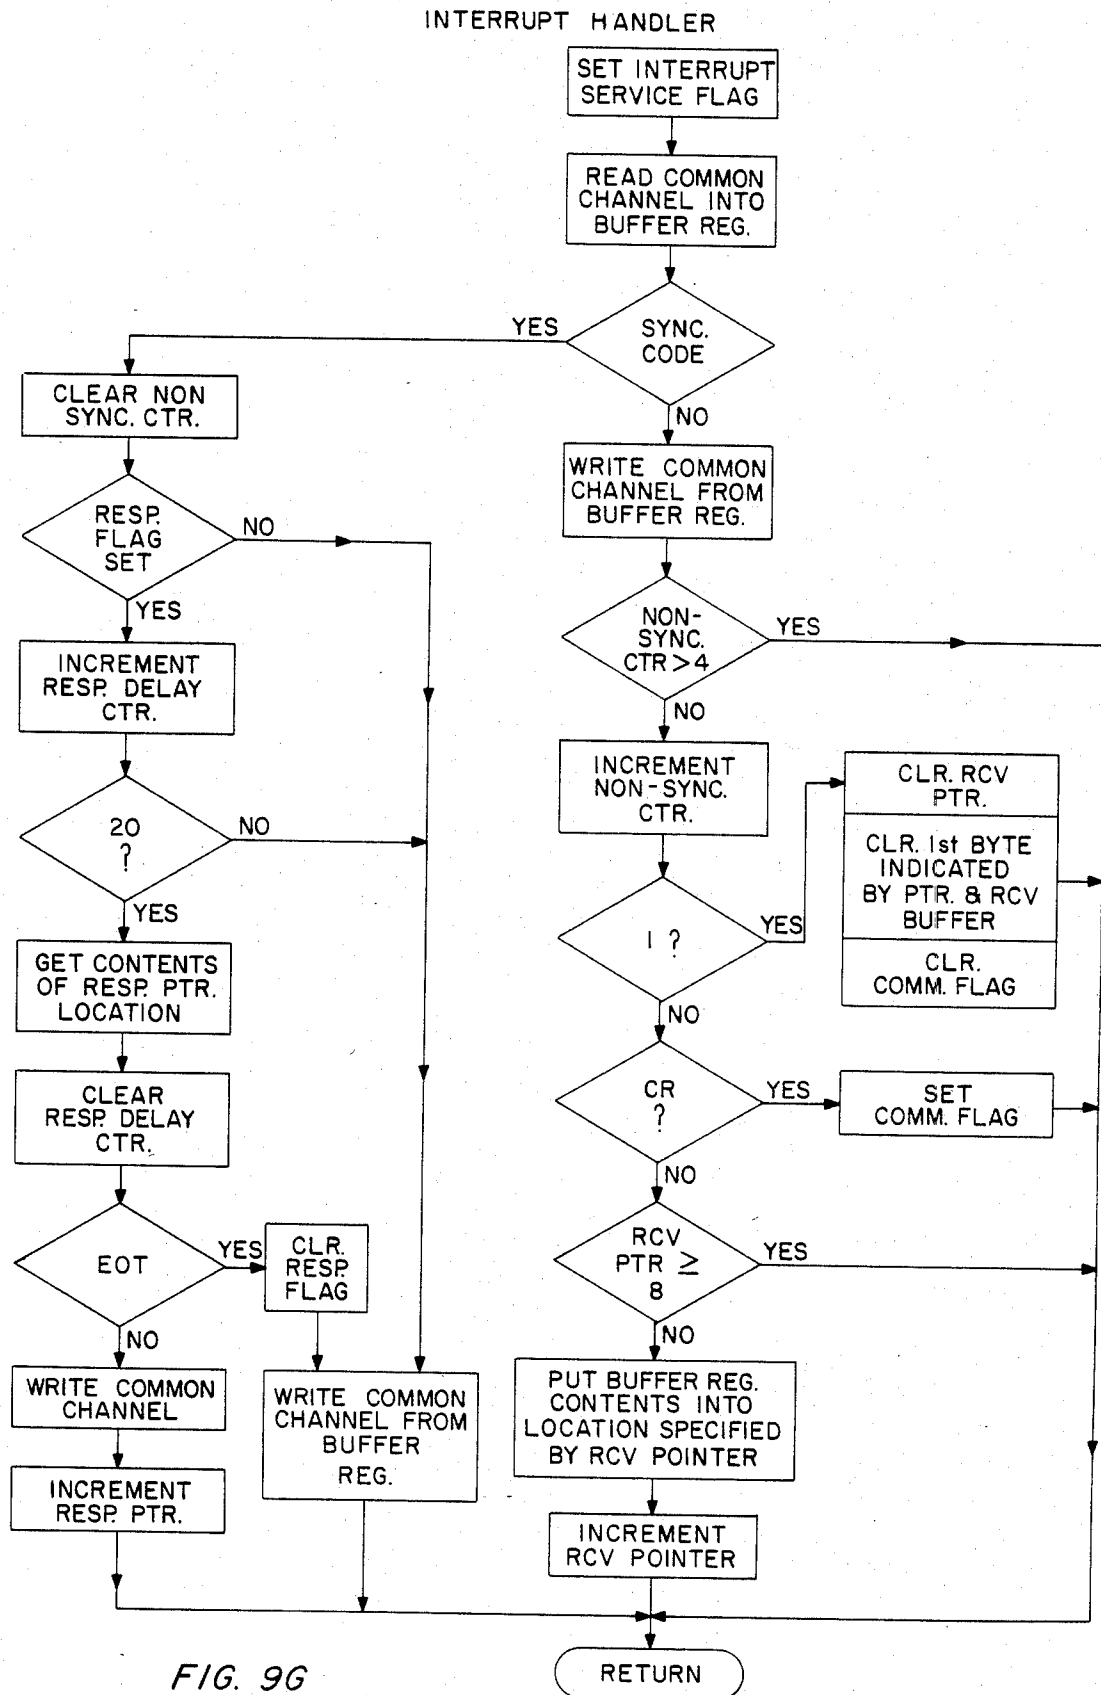 INTERRUPT HANDLER
SET INTERRUPT
SERVICE FLAG
READ COMMON
CHANNEL INTO
BUFFER REG.
SYNC.
CODE
YES
NO
CLEAR NON
SYNC. CTR.
RESP.
FLAG
SET
NO
YES
INCREMENT
RESP. DELAY
CTR.
20
?
NO
YES
GET CONTENTS
OF RESP. PTR.
LOCATION
CLEAR
RESP. DELAY
CTR.
EOT
YES
NO
CLR.
RESP.
FLAG
WRITE COMMON
CHANNEL
INCREMENT
RESP. PTR.
WRITE COMMON
CHANNEL FROM
BUFFER
REG.
WRITE COMMON
CHANNEL FROM
BUFFER REG.
NON-
SYNC.
CTR>4
YES
NO
INCREMENT
NON-SYNC.
CTR.
I ?
YES
NO
CLR. RCV
PTR.
CLR. 1st BYTE
INDICATED
BY PTR. & RCV
BUFFER
CLR.
COMM. FLAG
CR
?
YES
NO
SET
COMM. FLAG
RCV
PTR ≥
8
YES
NO
PUT BUFFER REG.
CONTENTS INTO
LOCATION SPECIFIED
BY RCV POINTER
INCREMENT
RCV POINTER
RETURN
FIG. 9G